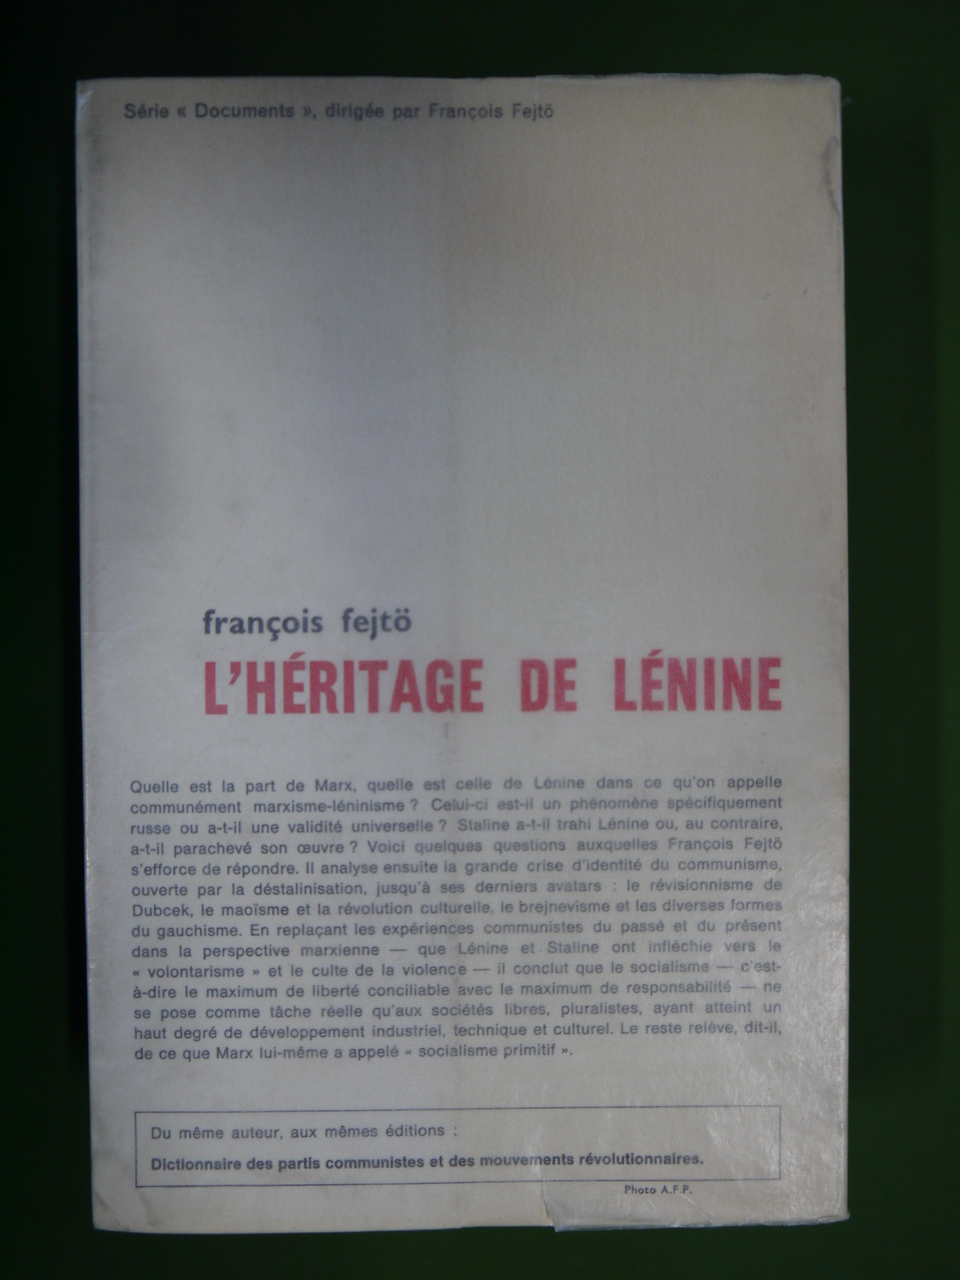 Série « Documents », dirigée par François Fejtö
françois fejtö
L'HÉRITAGE DE LÉNINE
Quelle est la part de Marx, quelle est celle de Lénine dans ce qu'on appelle
communément marxisme-léninisme ? Celui-ci est-il un phénomène spécifiquement
russe ou a-t-il une validité universelle ? Staline a-t-il trahi Lénine ou, au contraire,
a-t-il parachevé son œuvre ? Voici quelques questions auxquelles François Fejtö
s'efforce de répondre. Il analyse ensuite la grande crise d'identité du communisme,
ouverte par la déstalinisation, jusqu'à ses derniers avatars : le révisionnisme de
Dubcek, le maoïsme et la révolution culturelle, le brejnevisme et les diverses formes
du gauchisme. En replaçant les expériences communistes du passé et du présent
dans la perspective marxienne — que Lénine et Staline ont infléchie vers le
« volontarisme » et le culte de la violence — il conclut que le socialisme — c'est-
à-dire le maximum de liberté conciliable avec le maximum de responsabilité — ne
se pose comme tâche réelle qu'aux sociétés libres, pluralistes, ayant atteint un
haut degré de développement industriel, technique et culturel. Le reste relève, dit-il,
de ce que Marx lui-même a appelé « socialisme primitif ».
Du même auteur, aux mêmes éditions :
Dictionnaire des partis communistes et des mouvements révolutionnaires.
Photo A.F.P.